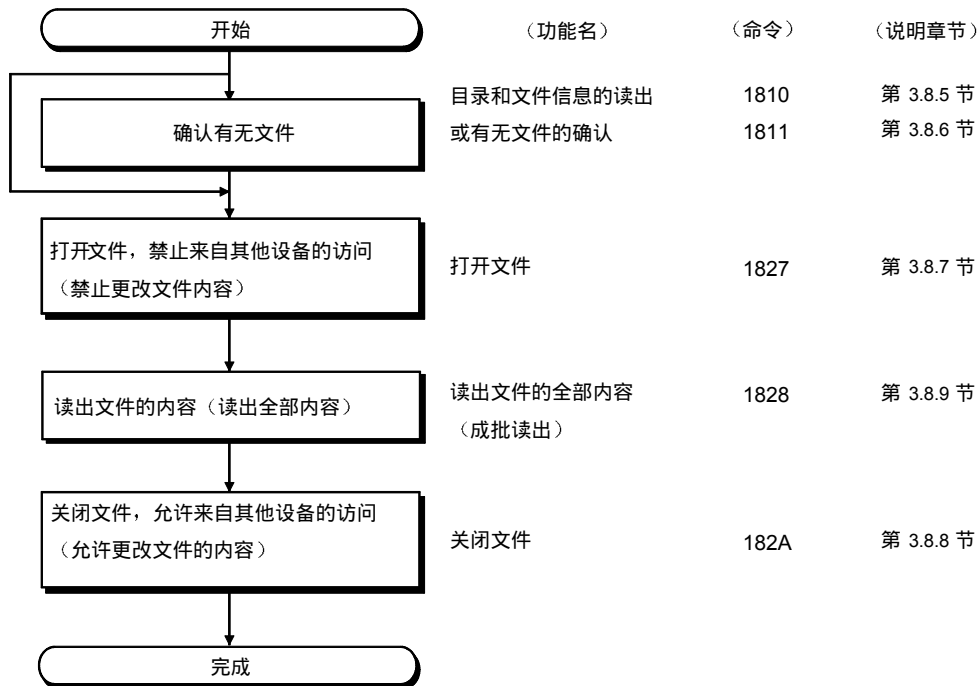 开始 （功能名） （命令） （说明章节）
目录和文件信息的读出 1810 第 3.8.5 节
确认有无文件 或有无文件的确认 1811 第 3.8.6 节
打开文件，禁止来自其他设备的访问
（禁止更改文件内容）
打开文件 1827 第 3.8.7 节
读出文件的内容（读出全部内容）
读出文件的全部内容 1828 第 3.8.9 节
（成批读出）
关闭文件，允许来自其他设备的访问
（允许更改文件的内容）
关闭文件 182A 第 3.8.8 节
完成